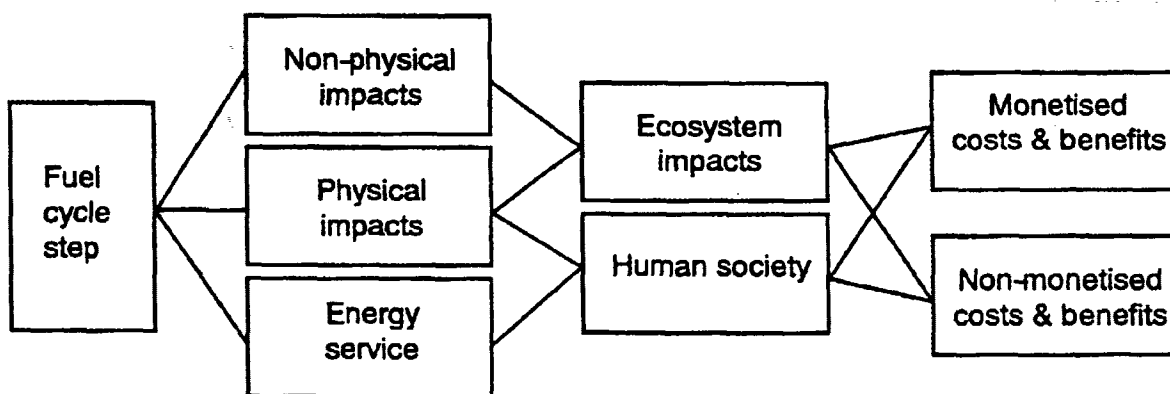 Fuel
cycle
step
Non-physical
impacts
Physical
impacts
Energy
service
Ecosystem
impacts
Human society
Monetised
costs & benefits
Non-monetised
costs & benefits